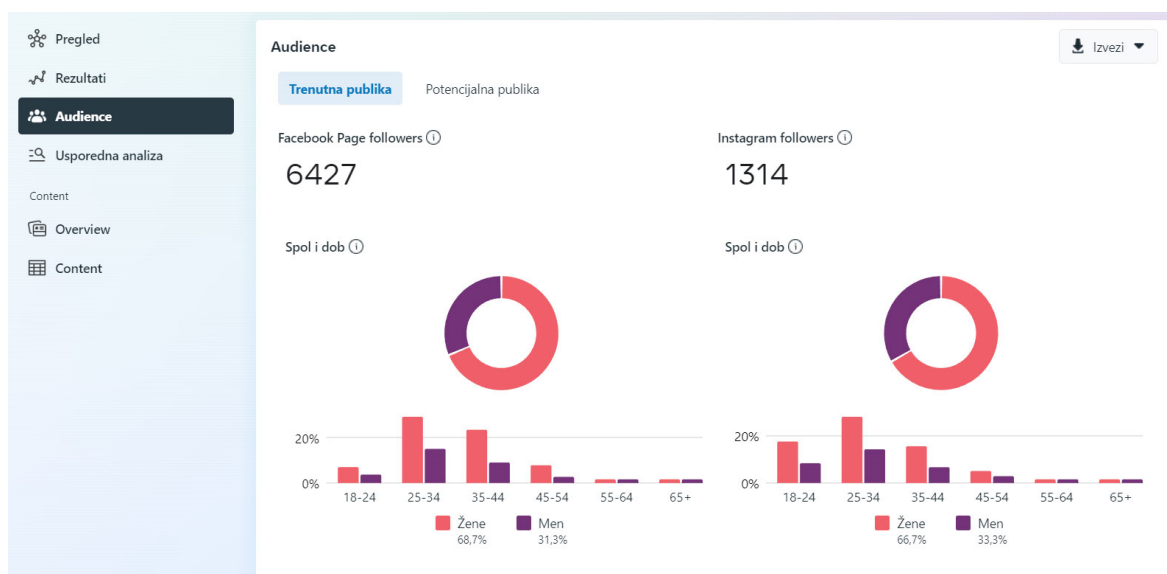 Pregled
Rezultati
Audience
Usporedna analiza
Content
Overview
Content
Audience
Izvezi
Trenutna publika Potencijalna publika
Facebook Page followers
6427
Spol i dob
20%
0%
18-24 25-34 35-44 45-54 55-64 65+
Žene Men
68,7% 31,3%
Instagram followers
1314
Spol i dob
20%
0%
18-24 25-34 35-44 45-54 55-64 65+
Žene Men
66,7% 33,3%